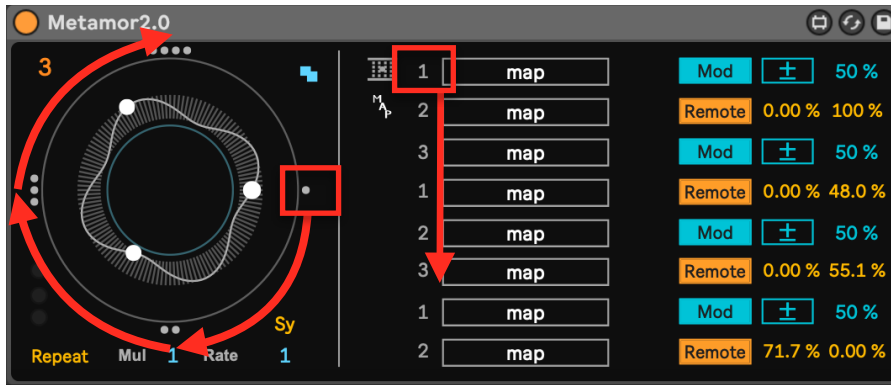 Metamor2.0
3
Sy
Repeat Mul 1 Rate 1
MAP
1 map Mod ± 50 %
2 map Remote 0.00 % 100 %
3 map Mod ± 50 %
1 map Remote 0.00 % 48.0 %
2 map Mod ± 50 %
3 map Remote 0.00 % 55.1 %
1 map Mod ± 50 %
2 map Remote 71.7 % 0.00 %